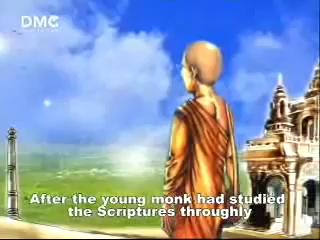 DMC
After the young monk had studied
the Scriptures throughly